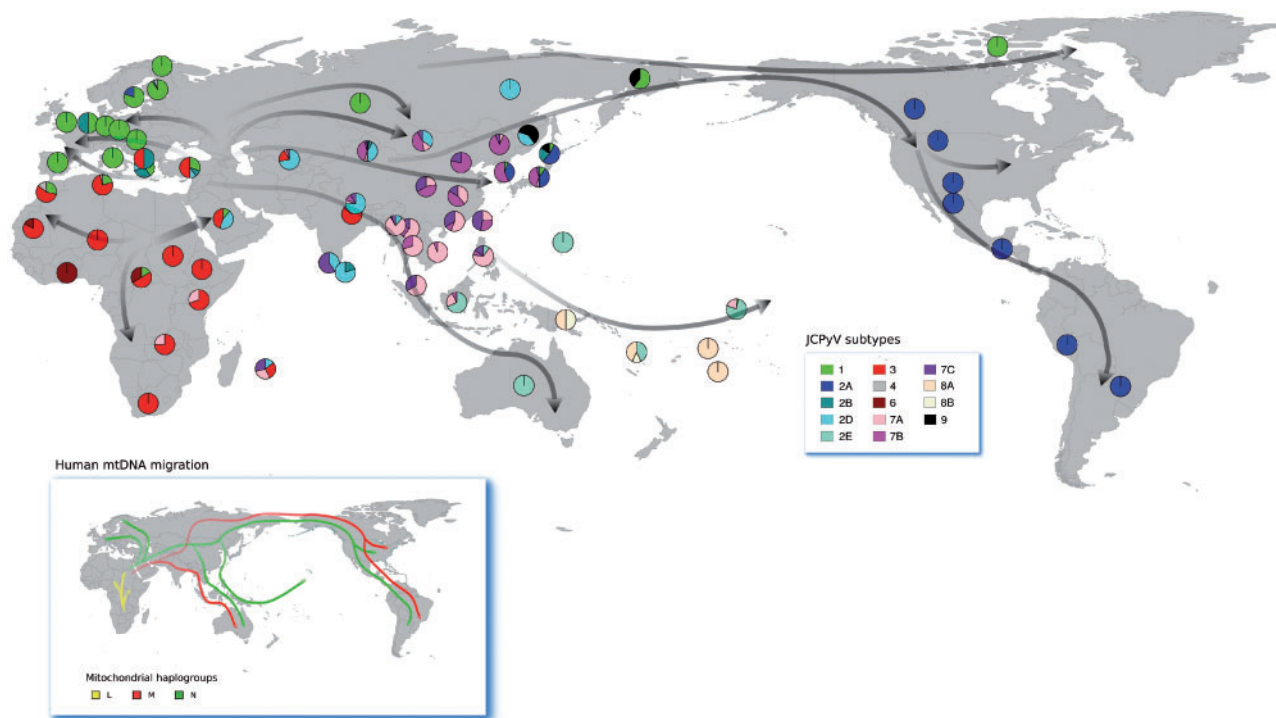 JCPyV subtypes
1 3 7C
2A 4 8A
2B 6 8B
2D 7A 9
2E 7B
Human mtDNA migration
Mitochondrial haplogroups
L M N